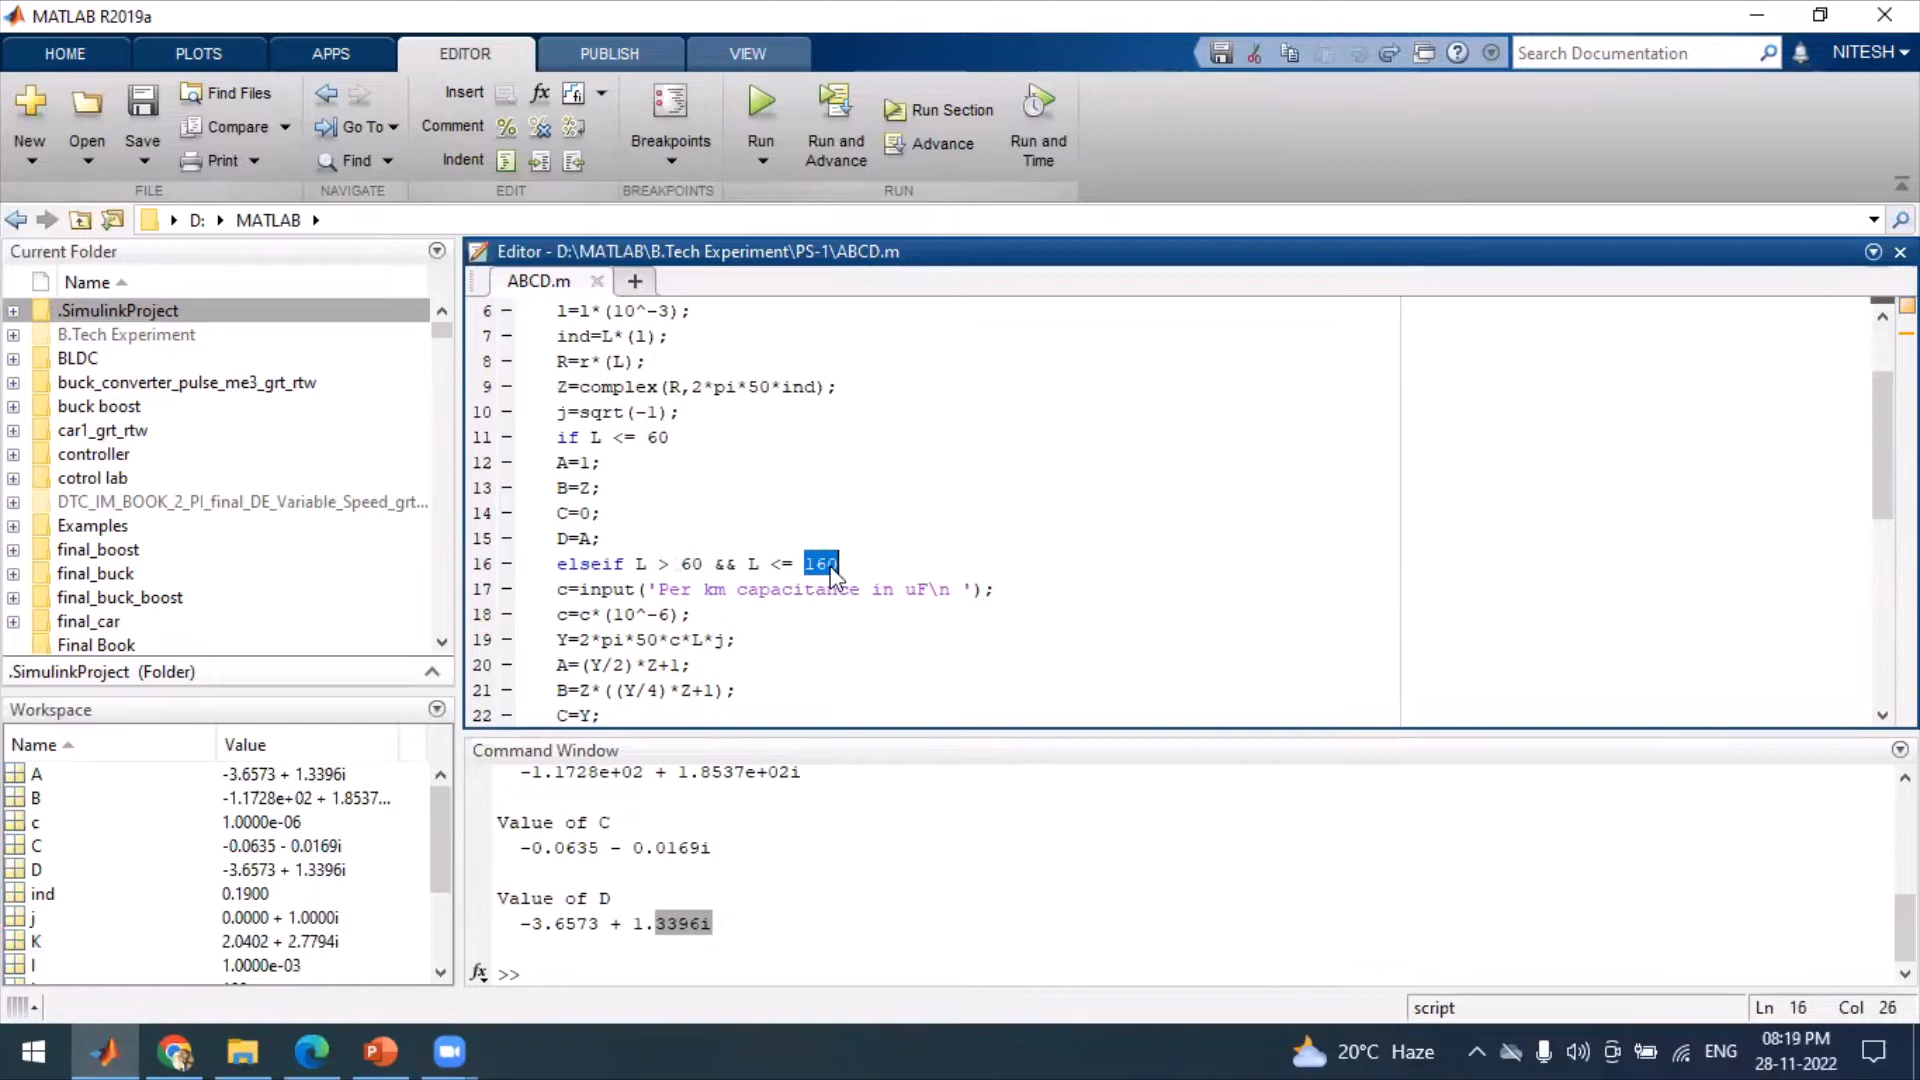 MATLAB R2019a
HOME PLOTS APPS EDITOR PUBLISH VIEW
Search Documentation
NITESH
New
Open
Save
Find Files
Compare
Print
FILE
Go To
Find
NAVIGATE
Insert
Comment
Indent
EDIT
Breakpoints
BREAKPOINTS
Run
Run and Advance
Run Section
Advance
Run and Time
RUN
D: MATLAB
Current Folder
Name
.SimulinkProject
B.Tech Experiment
BLDC
buck_converter_pulse_me3_grt_rtw
buck boost
car1_grt_rtw
controller
cotrol lab
DTC_IM_BOOK_2_PI_final_DE_Variable_Speed_grt...
Examples
final_boost
final_buck
final_buck_boost
final_car
Final Book
.SimulinkProject (Folder)
Workspace
Name Value
A -3.6573 + 1.3396i
B -1.1728e+02 + 1.8537...
c 1.0000e-06
C -0.0635 - 0.0169i
D -3.6573 + 1.3396i
ind 0.1900
j 0.0000 + 1.0000i
K 2.0402 + 2.7794i
l 1.0000e-03
Editor - D:\MATLAB\B.Tech Experiment\PS-1\ABCD.m
ABCD.m
6 - l=l*(10^-3);
7 - ind=L*(l);
8 - R=r*(L);
9 - Z=complex(R,2*pi*50*ind);
10 - j=sqrt(-1);
11 - if L <= 60
12 - A=1;
13 - B=Z;
14 - C=0;
15 - D=A;
16 - elseif L > 60 && L <= 160
17 - c=input('Per km capacitance in uF\n ');
18 - c=c*(10^-6);
19 - Y=2*pi*50*c*L*j;
20 - A=(Y/2)*Z+1;
21 - B=Z*((Y/4)*Z+1);
22 - C=Y;
Command Window
-1.1728e+02 + 1.8537e+02i
Value of C
-0.0635 - 0.0169i
Value of D
-3.6573 + 1.3396i
fx >>
script Ln 16 Col 26
20°C Haze
ENG
08:19 PM
28-11-2022